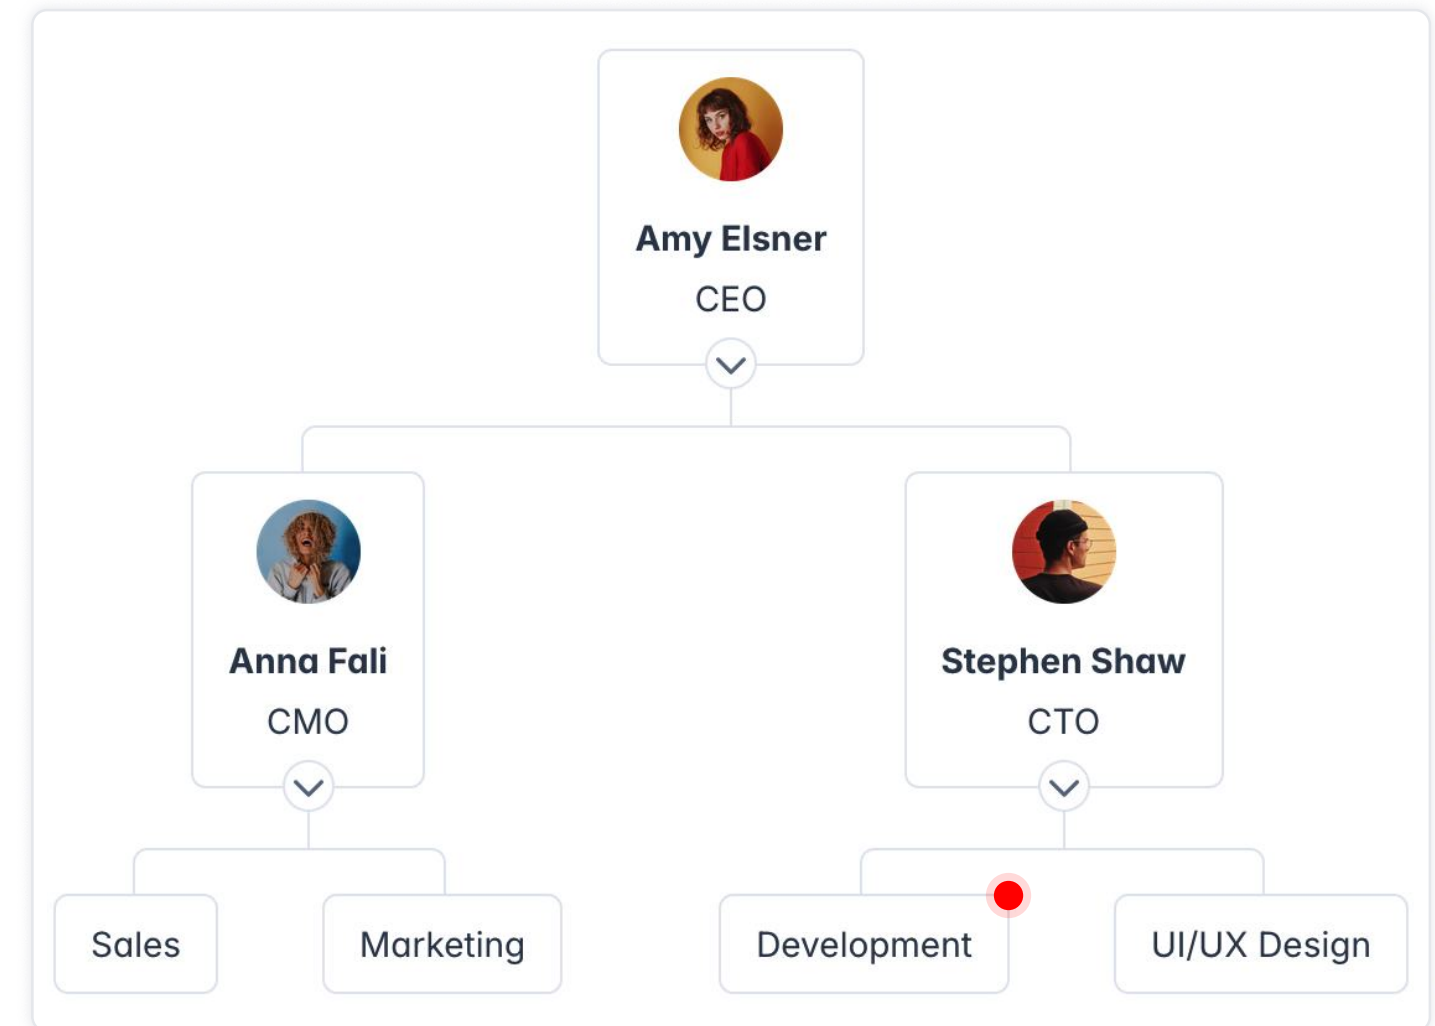 Amy Elsner
CEO
Anna Fali
CMO
Stephen Shaw
CTO
Sales
Marketing
Development
UI/UX Design